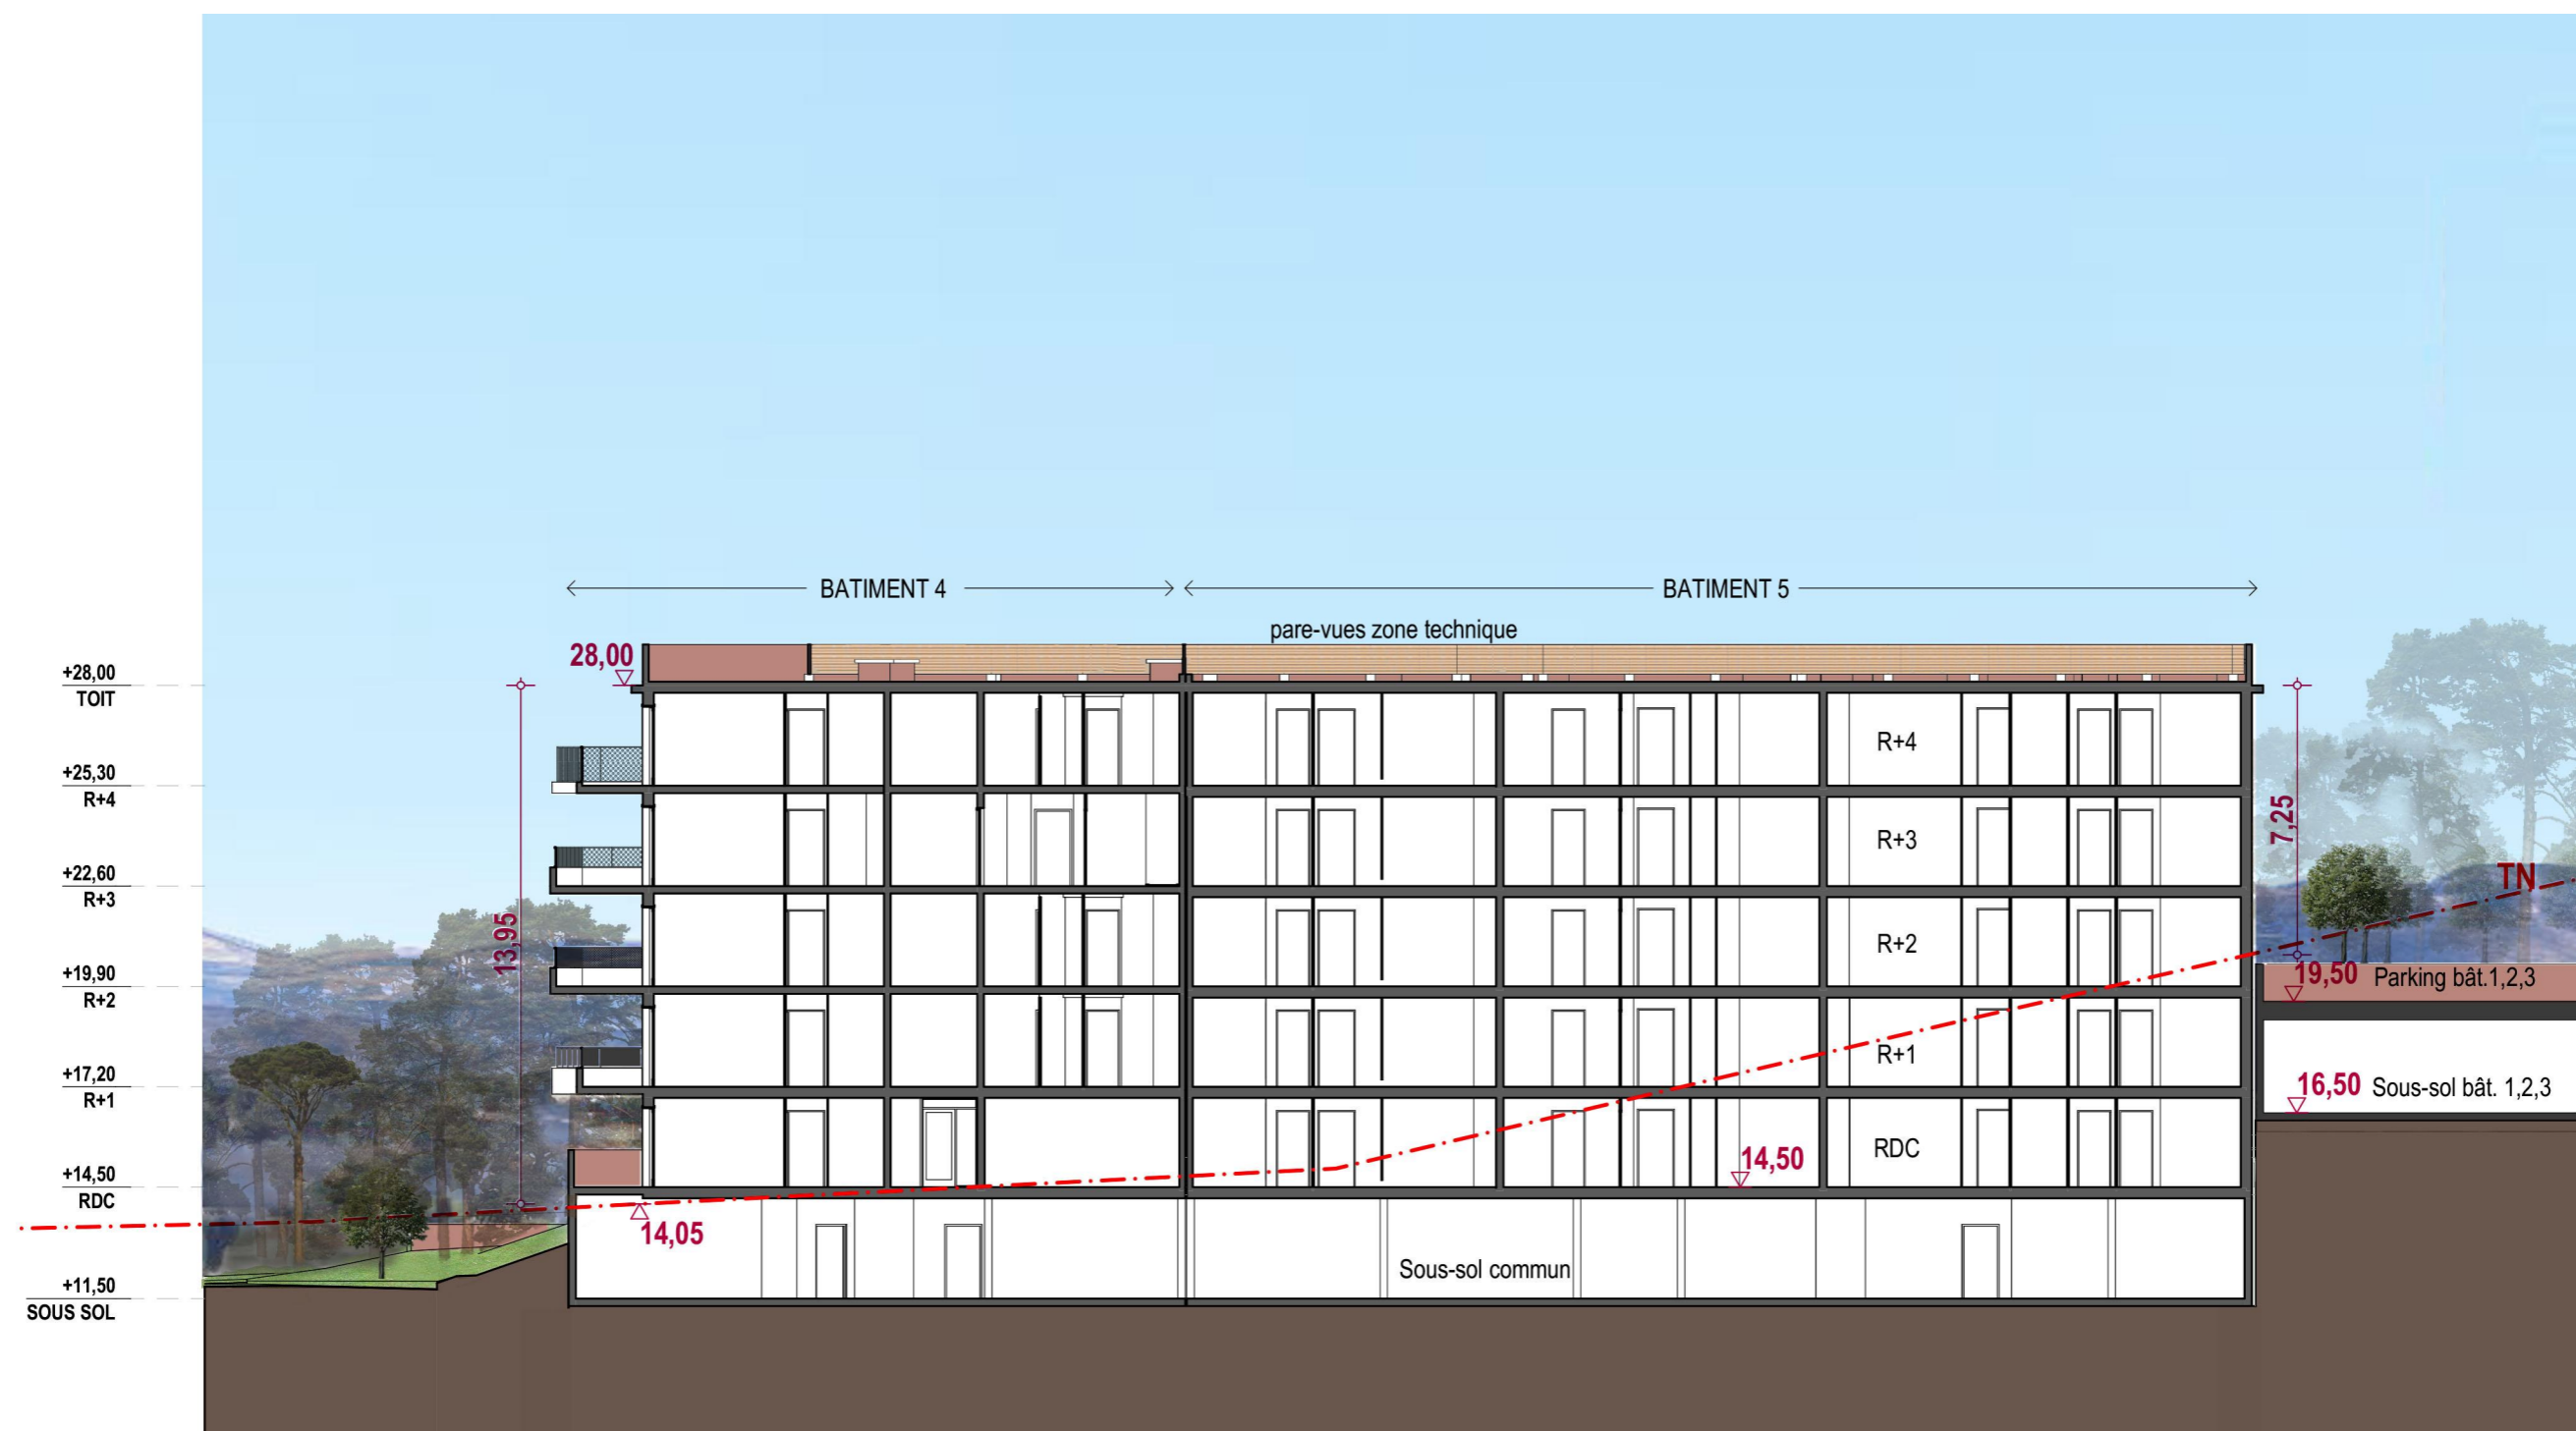 BATIMENT 4
BATIMENT 5
pare-vues zone technique
28,00
+28,00
TOIT
R+4
+25,30
R+4
7,25
R+3
+22,60
R+3
TN
13,95
R+2
+19,90
R+2
19,50 Parking bât.1,2,3
R+1
+17,20
R+1
16,50 Sous-sol bât. 1,2,3
RDC
14,50
+14,50
RDC
14,05
Sous-sol commun
+11,50
SOUS SOL